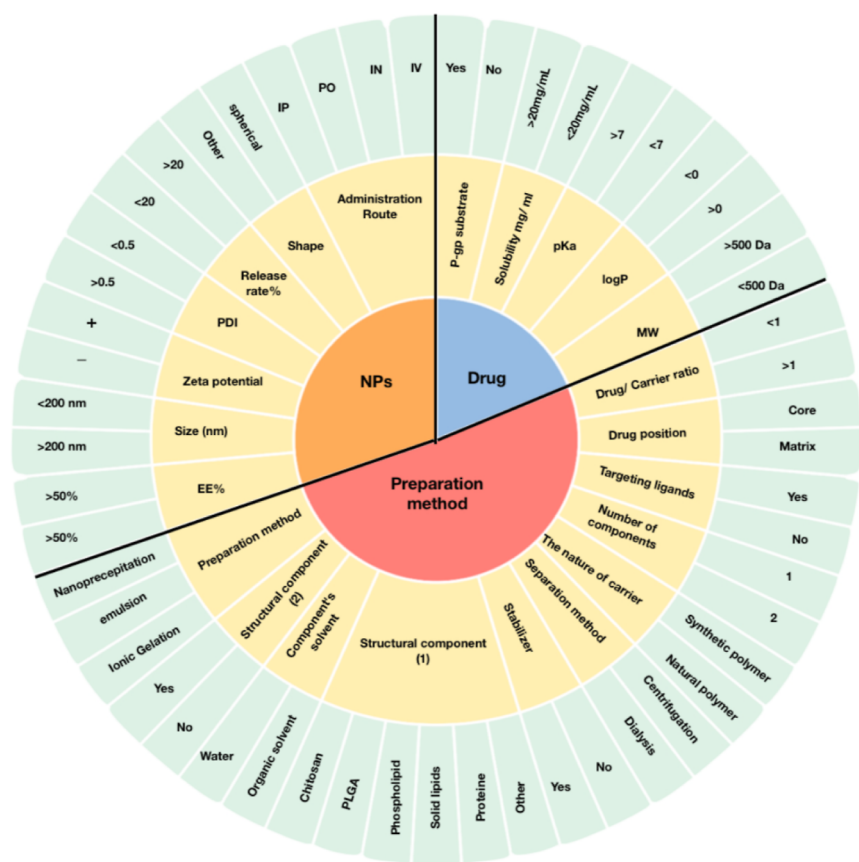 Yes
No
>20mg/mL
<20mg/mL
>7
<7
<0
>0
>500 Da
<500 Da
<1
>1
Core
Matrix
Yes
No
1
2
Synthetic polymer
Natural polymer
Centrifugation
Dialysis
No
Yes
Other
Proteine
Solid lipids
Phospholipid
PLGA
Chitosan
Organic solvent
Water
No
Yes
Ionic Gelation
emulsion
Nanoprecepitation
>50%
>50%
>200 nm
<200 nm
–
+
>0.5
<0.5
<20
>20
Other
spherical
IP
PO
IN
IV
P-gp substrate
Solubility mg/ ml
pKa
logP
MW
Drug/ Carrier ratio
Drug position
Targeting ligands
Number of
components
The nature of carrier
Separation method
Stabilizer
Structural component
(1)
Component's
solvent
Structural component
(2)
Preparation method
EE%
Size (nm)
Zeta potential
PDI
Release
rate%
Shape
Administration
Route
NPs
Drug
Preparation
method